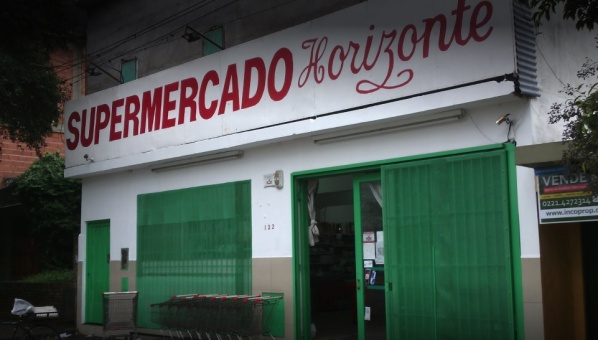 SUPERMERCADO Horizonte
VENDE
0221.4272314
www.incoprop.